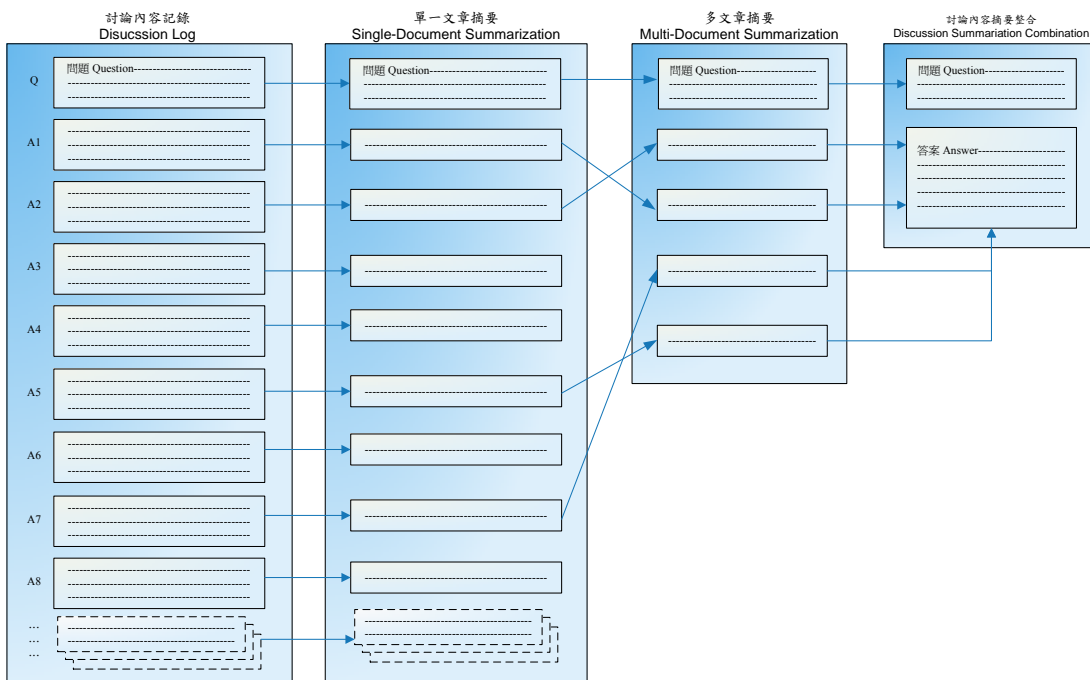 討論內容記錄
Disucssion Log
單一文章摘要
Single-Document Summarization
多文章摘要
Multi-Document Summarization
討論內容摘要整合
Discussion Summariation Combination
Q
問題 Question
問題 Question
問題 Question
問題 Question
A1
答案 Answer
A2
A3
A4
A5
A6
A7
A8
...
...
...